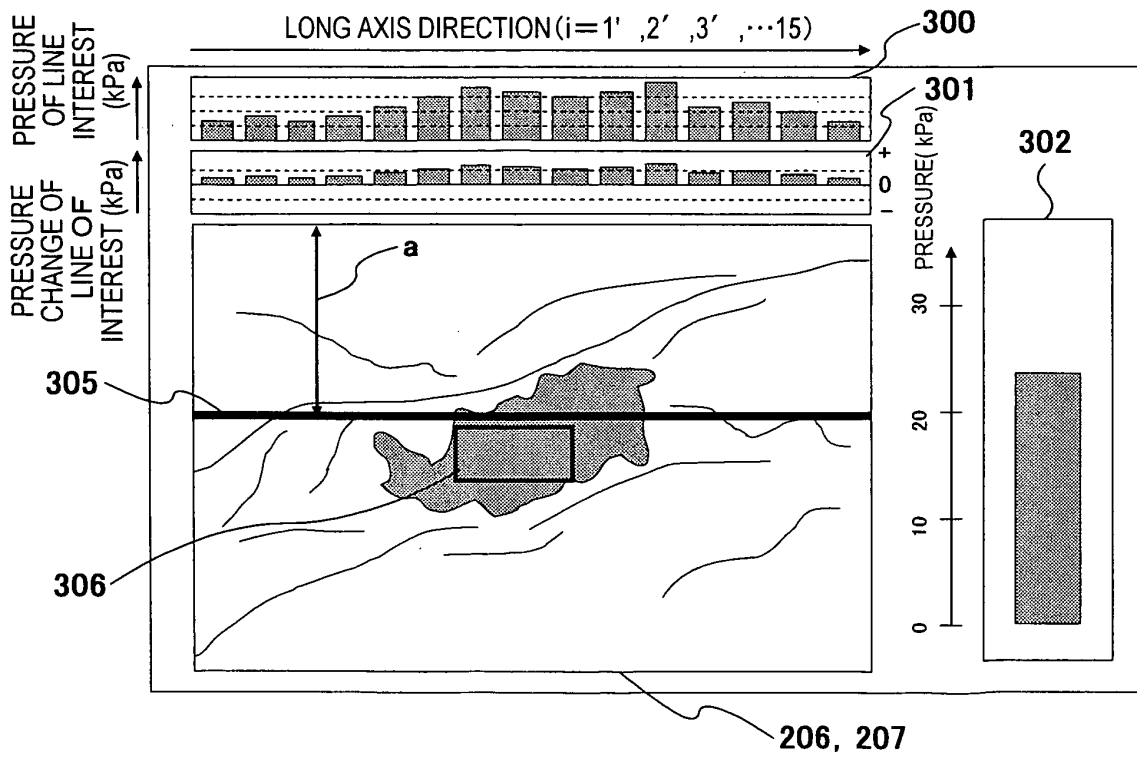 LONG AXIS DIRECTION(i=1′ ,2′ ,3′ ,…15)
300
PRESSURE
OF LINE
INTEREST
(kPa)
301
+
0
−
PRESSURE
CHANGE OF
LINE OF
INTEREST (kPa)
a
PRESSURE( kPa)
302
30
20
10
0
305
306
206, 207